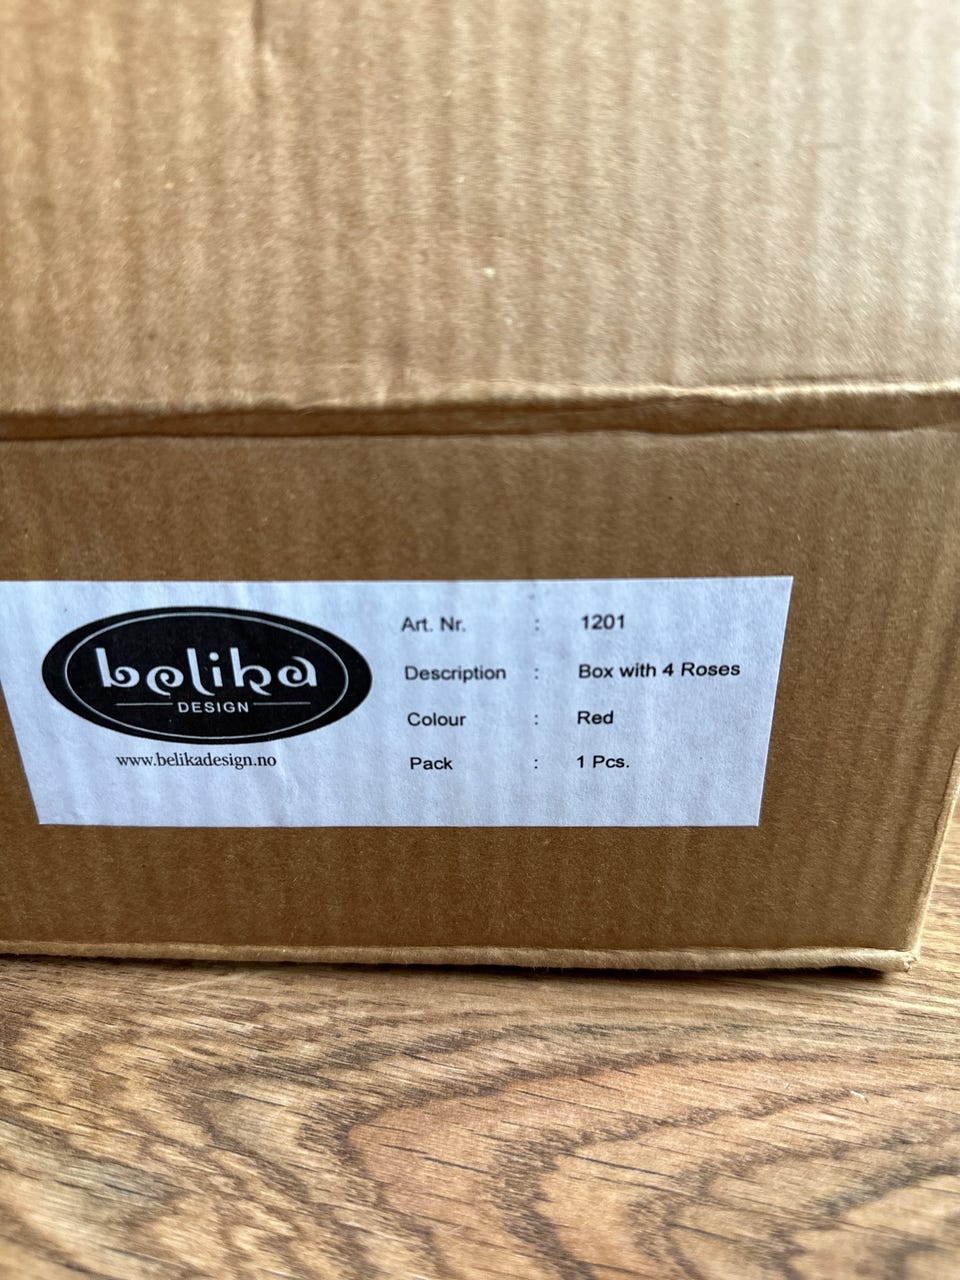 belika
DESIGN
www.belikadesign.no
Art. Nr. : 1201
Description : Box with 4 Roses
Colour : Red
Pack : 1 Pcs.